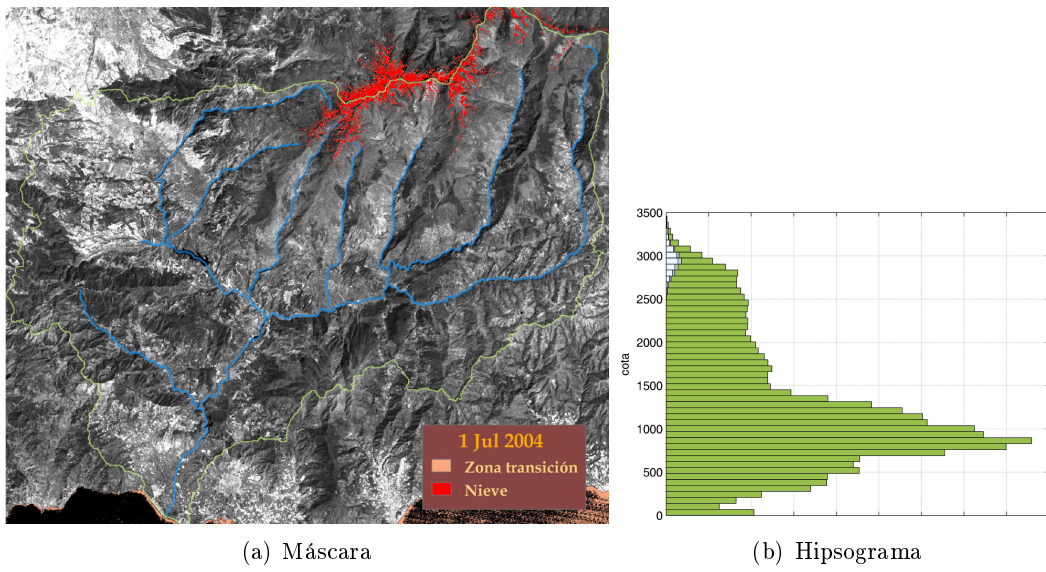 1 Jul 2004
Zona transición
Nieve
(a) Máscara
3500
3000
2500
2000
1500
1000
500
0
cota
(b) Hipsograma